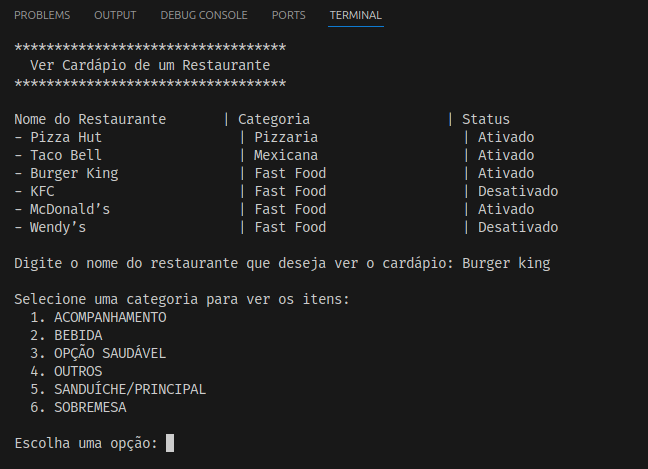 PROBLEMS OUTPUT DEBUG CONSOLE PORTS TERMINAL
**********************************
Ver Cardápio de um Restaurante
**********************************
Nome do Restaurante | Categoria | Status
- Pizza Hut | Pizzaria | Ativado
- Taco Bell | Mexicana | Ativado
- Burger King | Fast Food | Ativado
- KFC | Fast Food | Desativado
- McDonald’s | Fast Food | Ativado
- Wendy’s | Fast Food | Desativado
Digite o nome do restaurante que deseja ver o cardápio: Burger king
Selecione uma categoria para ver os itens:
1. ACOMPANHAMENTO
2. BEBIDA
3. OPÇÃO SAUDÁVEL
4. OUTROS
5. SANDUÍCHE/PRINCIPAL
6. SOBREMESA
Escolha uma opção: